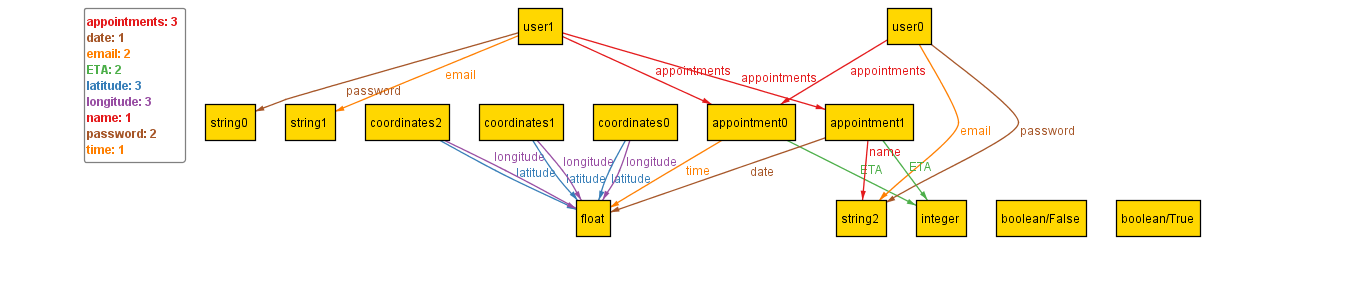 appointments: 3
date: 1
email: 2
ETA: 2
latitude: 3
longitude: 3
name: 1
password: 2
time: 1
user1
user0
appointments
appointments
appointments
email
password
string0
string1
coordinates2
coordinates1
coordinates0
appointment0
appointment1
email
password
name
longitude
longitude
longitude
latitude
latitude
latitude
time
date
ETA
ETA
float
string2
integer
boolean/False
boolean/True